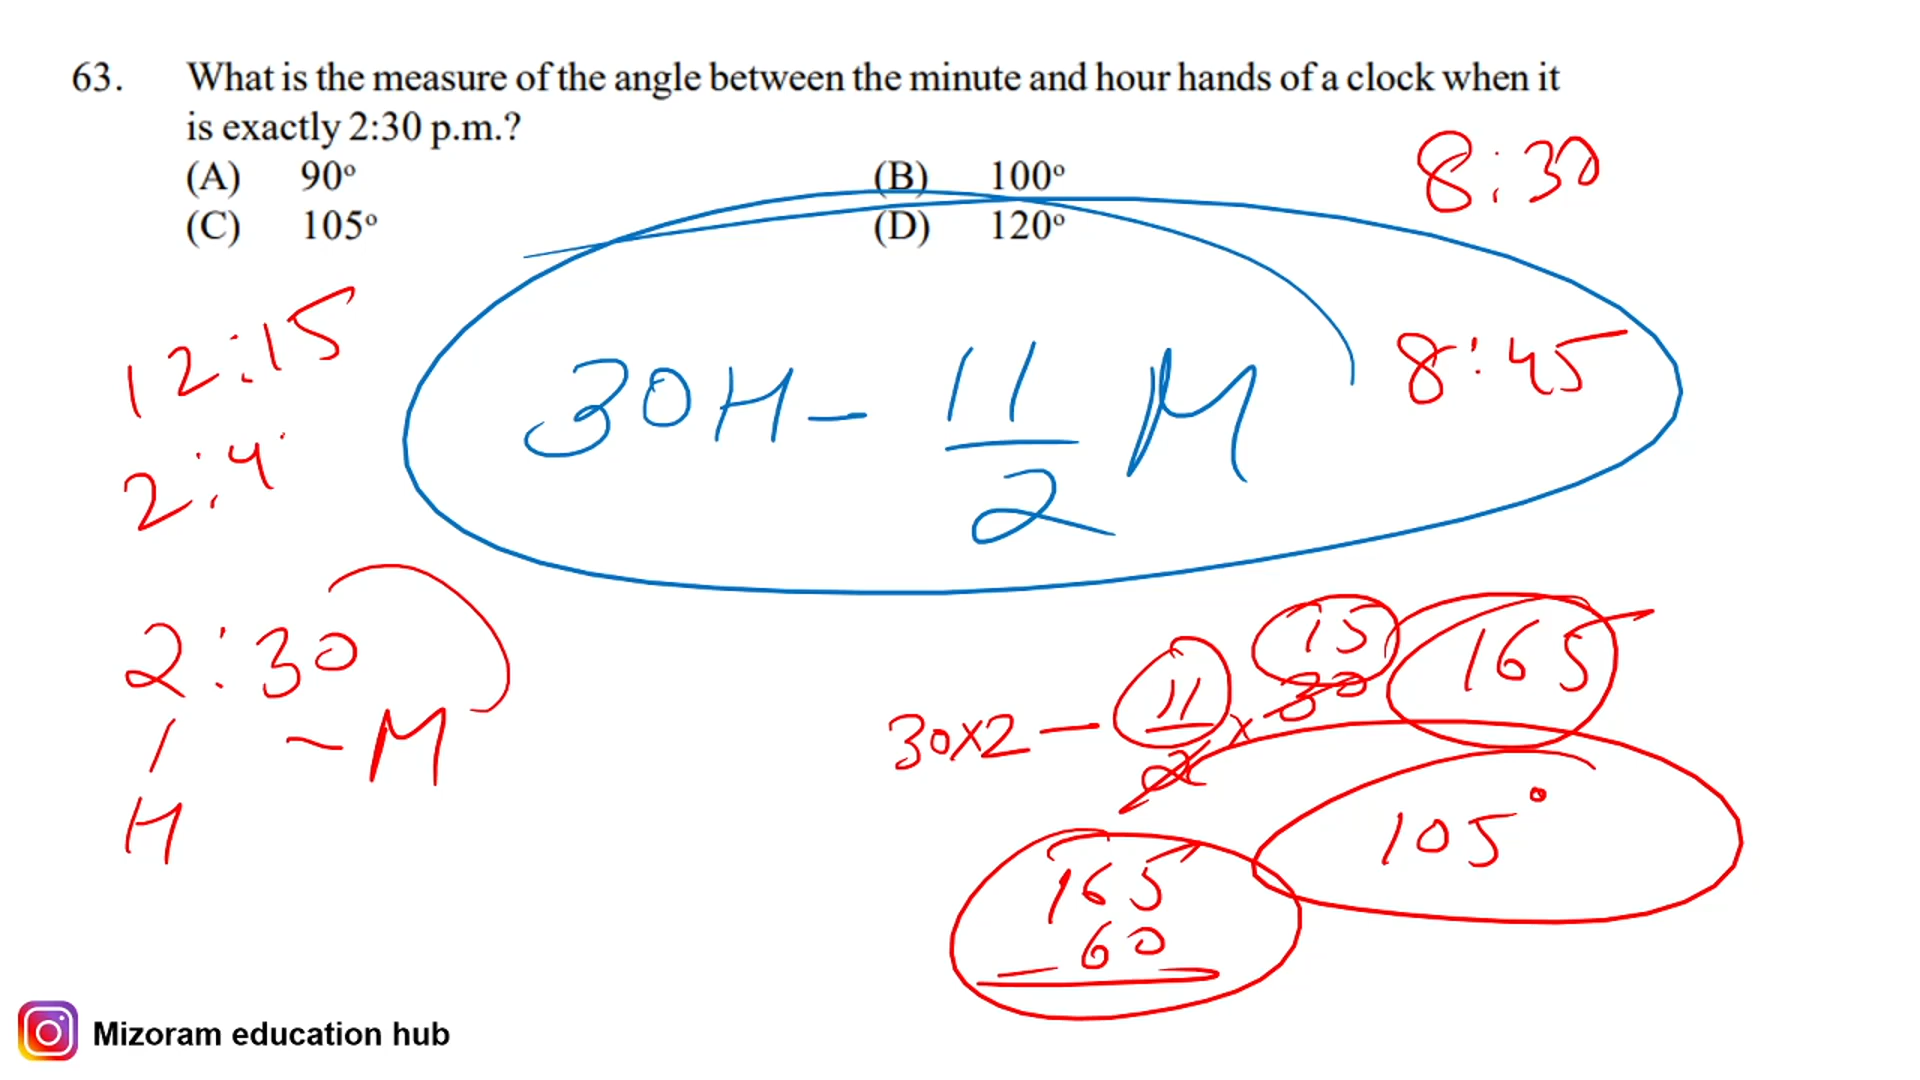 63. What is the measure of the angle between the minute and hour hands of a clock when it
is exactly 2:30 p.m.?
(A) 90° (B) 100°
(C) 105° (D) 120°
8:30
12:15
30H - 11/2 M
8:45
2:4
2:30
- M
H
30x2 - 11/2 x 30
15
165
105°
165
60
Mizoram education hub